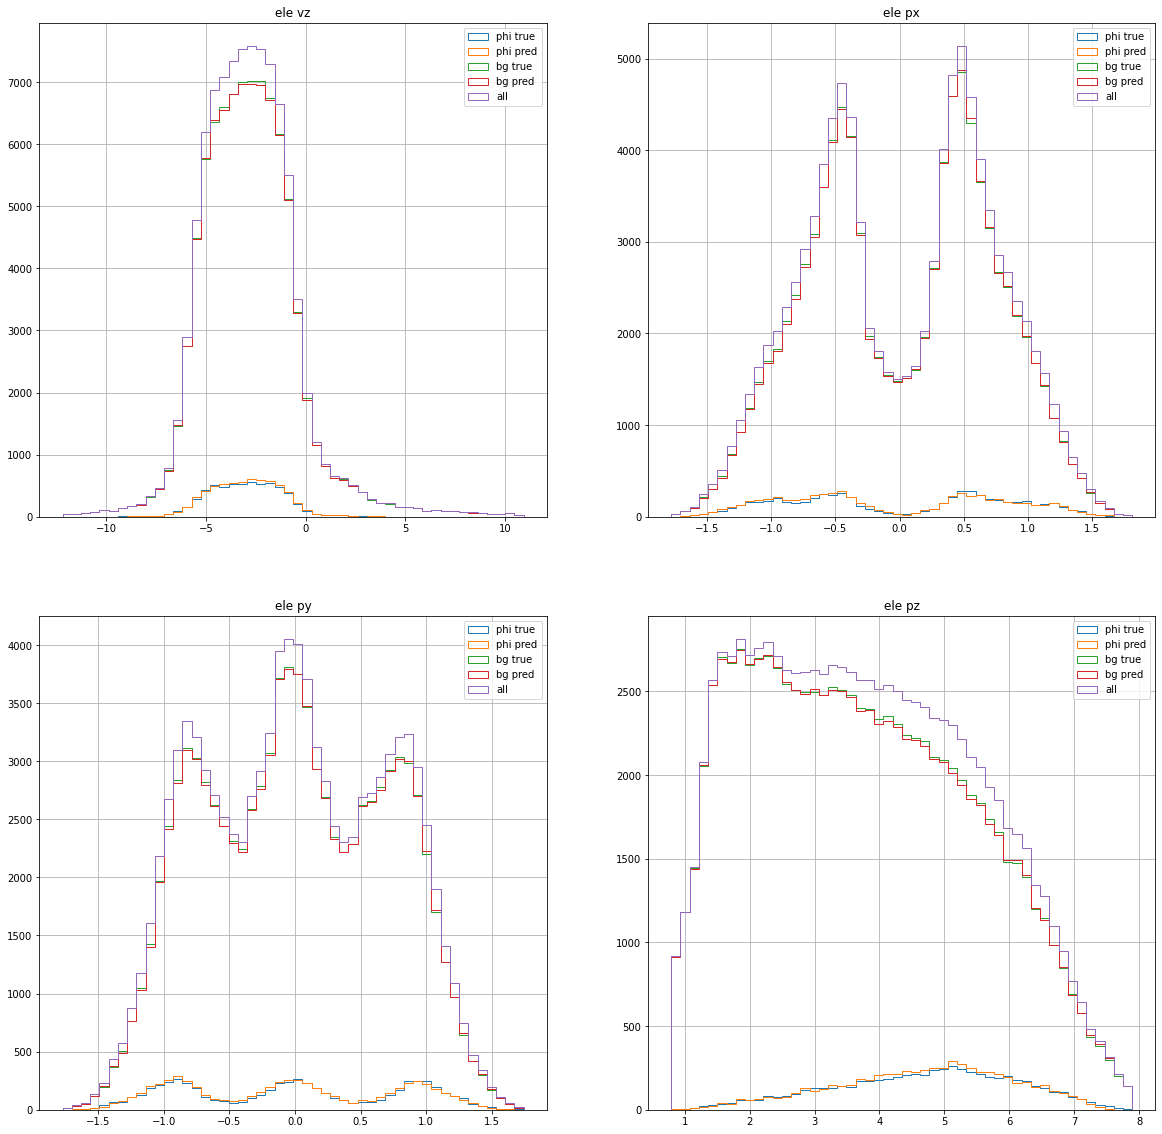 ele vz
phi true
phi pred
bg true
bg pred
all
7000
6000
5000
4000
3000
2000
1000
0
−10
−5
0
5
10
ele px
phi true
phi pred
bg true
bg pred
all
5000
4000
3000
2000
1000
0
−1.5
−1.0
−0.5
0.0
0.5
1.0
1.5
ele py
phi true
phi pred
bg true
bg pred
all
4000
3500
3000
2500
2000
1500
1000
500
0
−1.5
−1.0
−0.5
0.0
0.5
1.0
1.5
ele pz
phi true
phi pred
bg true
bg pred
all
2500
2000
1500
1000
500
0
1
2
3
4
5
6
7
8